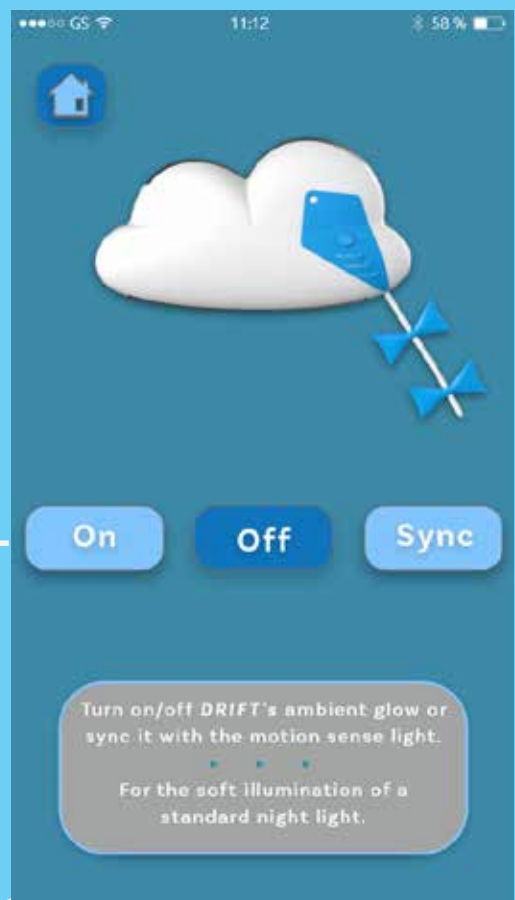 GS 11:12 58 %
On Off Sync
Turn on/off DRIFT's ambient glow or
sync it with the motion sense light.
• • •
For the soft illumination of a
standard night light.